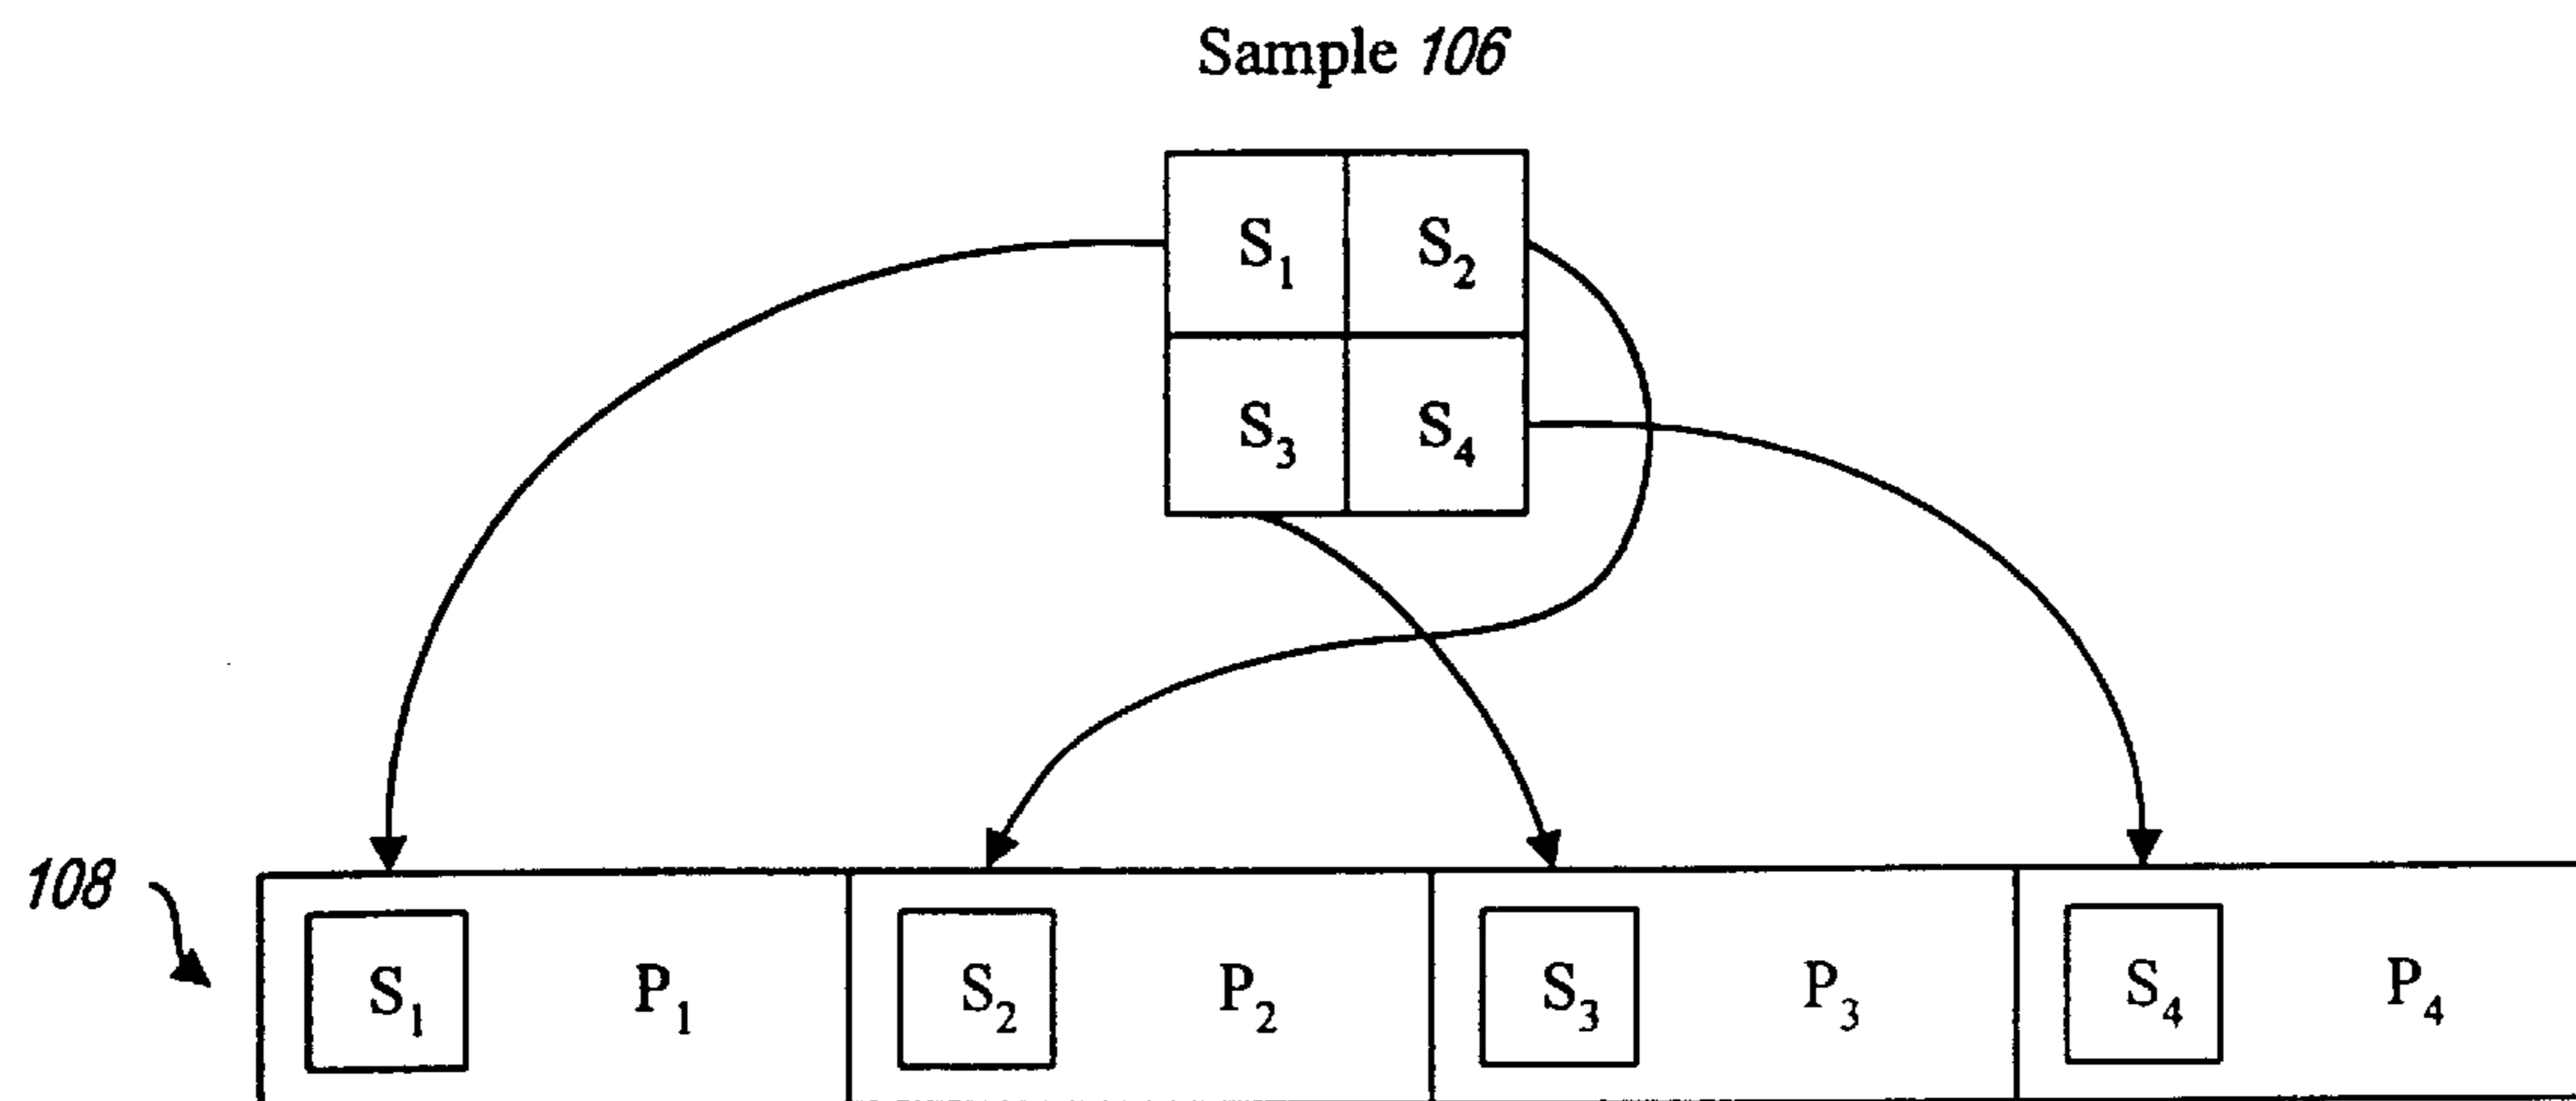 Sample 106
S₁ S₂
S₃ S₄
108
S₁ P₁ S₂ P₂ S₃ P₃ S₄ P₄